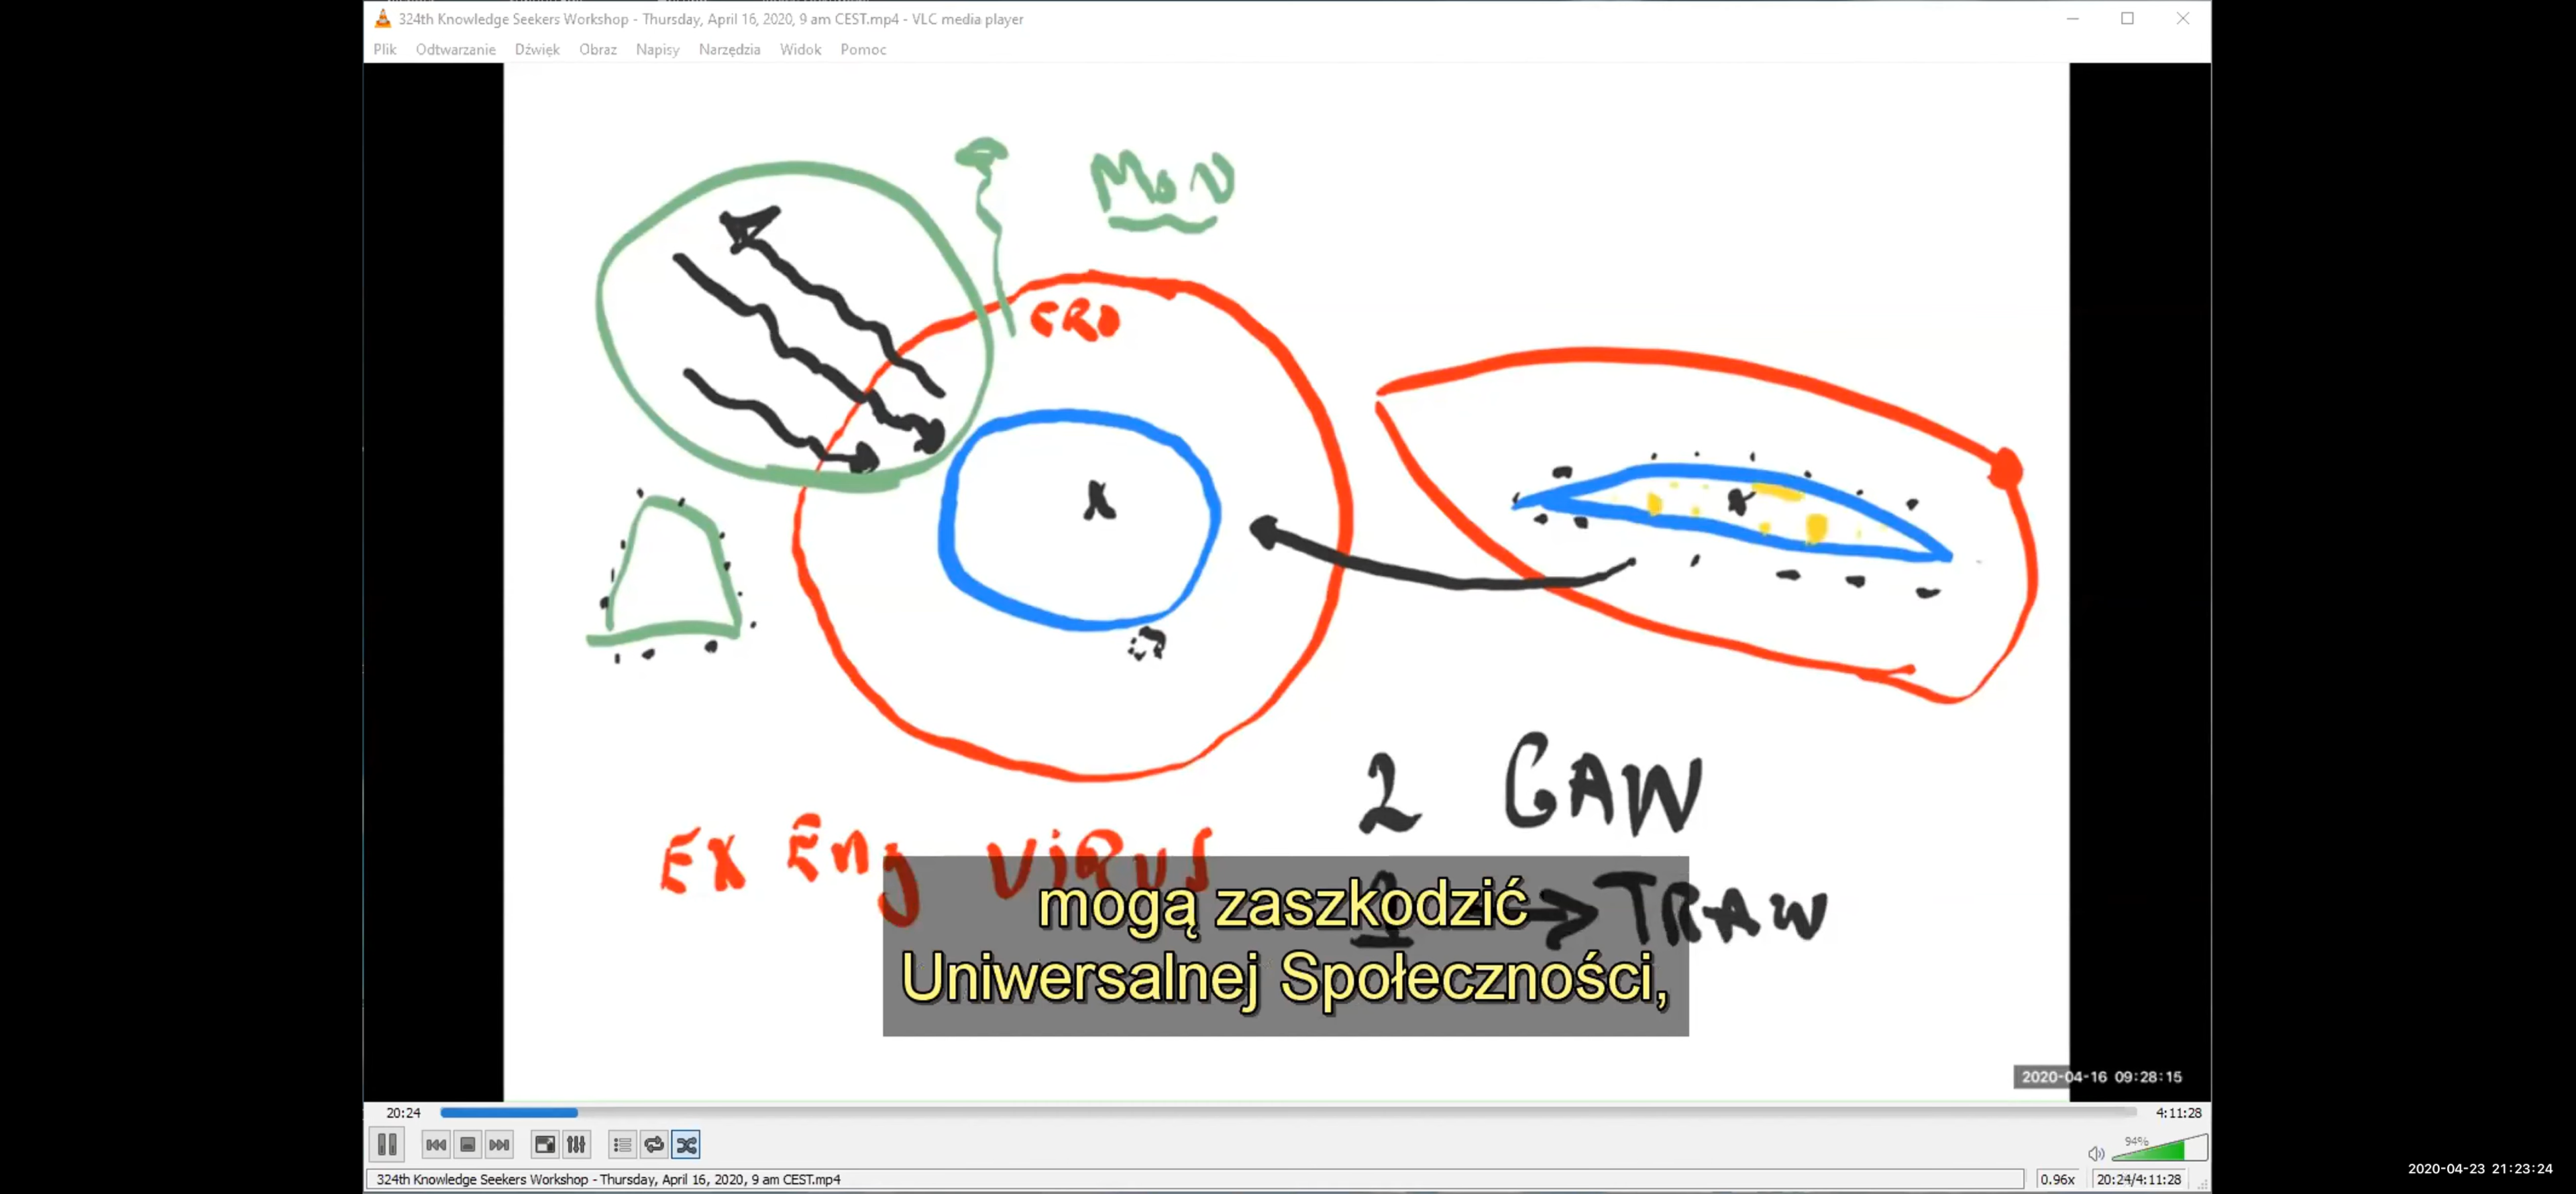 324th Knowledge Seekers Workshop - Thursday, April 16, 2020, 9 am CEST.mp4 - VLC media player
Plik Odtwarzanie Dźwięk Obraz Napisy Narzędzia Widok Pomoc
MoN
ERD
X
2 GAW
EX Eng ViRUS
→ TRAW
mogą zaszkodzić
Uniwersalnej Społeczności,
2020-04-16 09:28:15
20:24 4:11:28
94%
324th Knowledge Seekers Workshop - Thursday, April 16, 2020, 9 am CEST.mp4 0.96x 20:24/4:11:28
2020-04-23 21:23:24